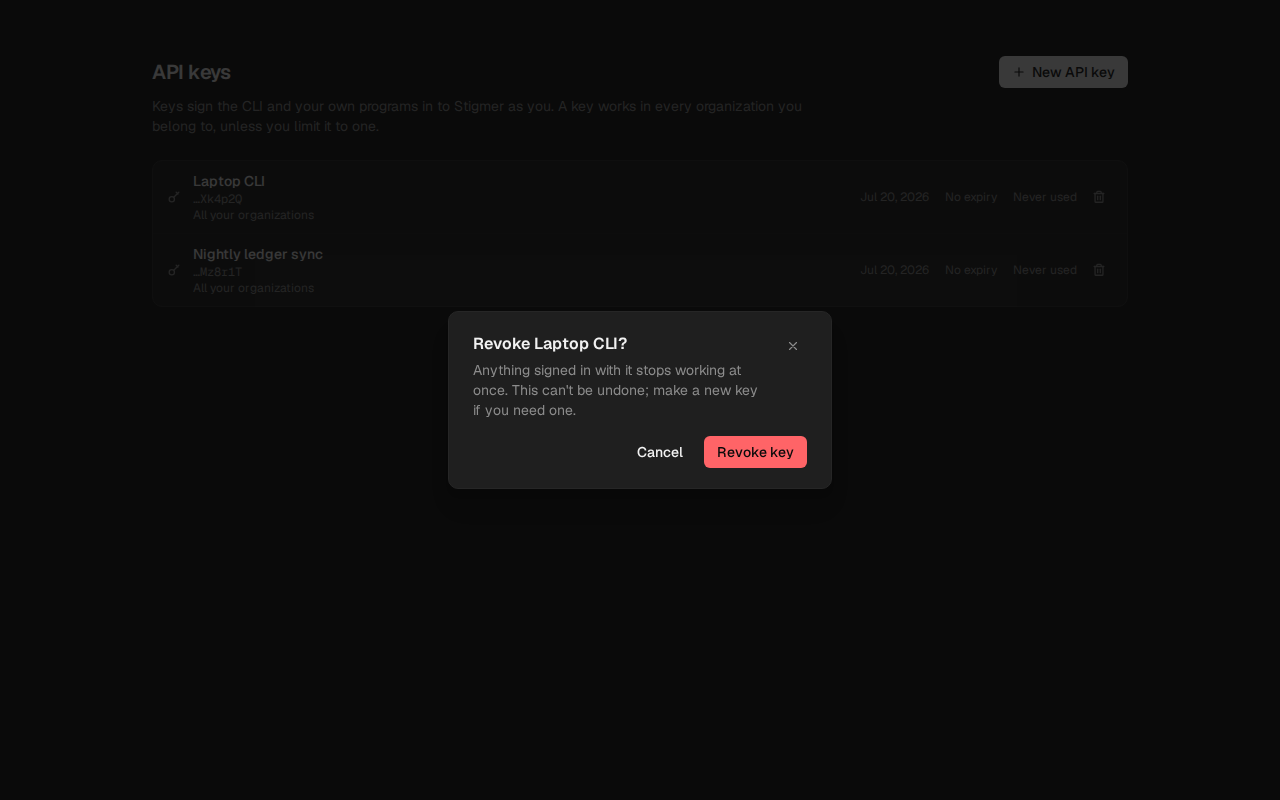 API keys
New API key
Keys sign the CLI and your own programs in to Stigmer as you. A key works in every organization you
belong to, unless you limit it to one.
Laptop CLI
…Xk4p2Q
All your organizations
Jul 20, 2026 No expiry Never used
Nightly ledger sync
…Mz8r1T
All your organizations
Jul 20, 2026 No expiry Never used
Revoke Laptop CLI?
Anything signed in with it stops working at
once. This can't be undone; make a new key
if you need one.
Cancel
Revoke key